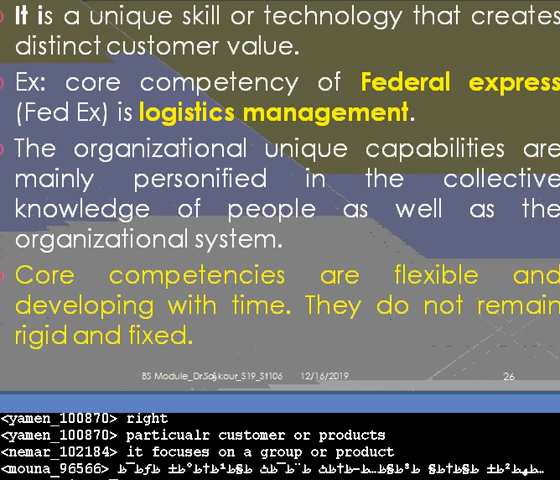 It is a unique skill or technology that creates
distinct customer value.
Ex: core competency of Federal express
(Fed Ex) is logistics management.
The organizational unique capabilities are
mainly personified in the collective
knowledge of people as well as the
organizational system.
Core competencies are flexible and
developing with time. They do not remain
rigid and fixed.
BS Module_Dr.Sajkour_S19_St106 12/16/2019 26
<yamen_100870> right
<yamen_100870> particualr customer or products
<nemar_102184> it focuses on a group or product
<mouna_96566>